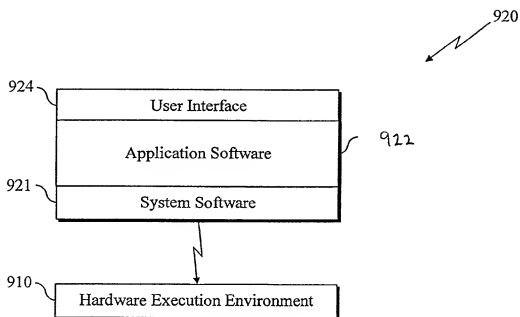 920
924
User Interface
Application Software
922
921
System Software
910
Hardware Execution Environment